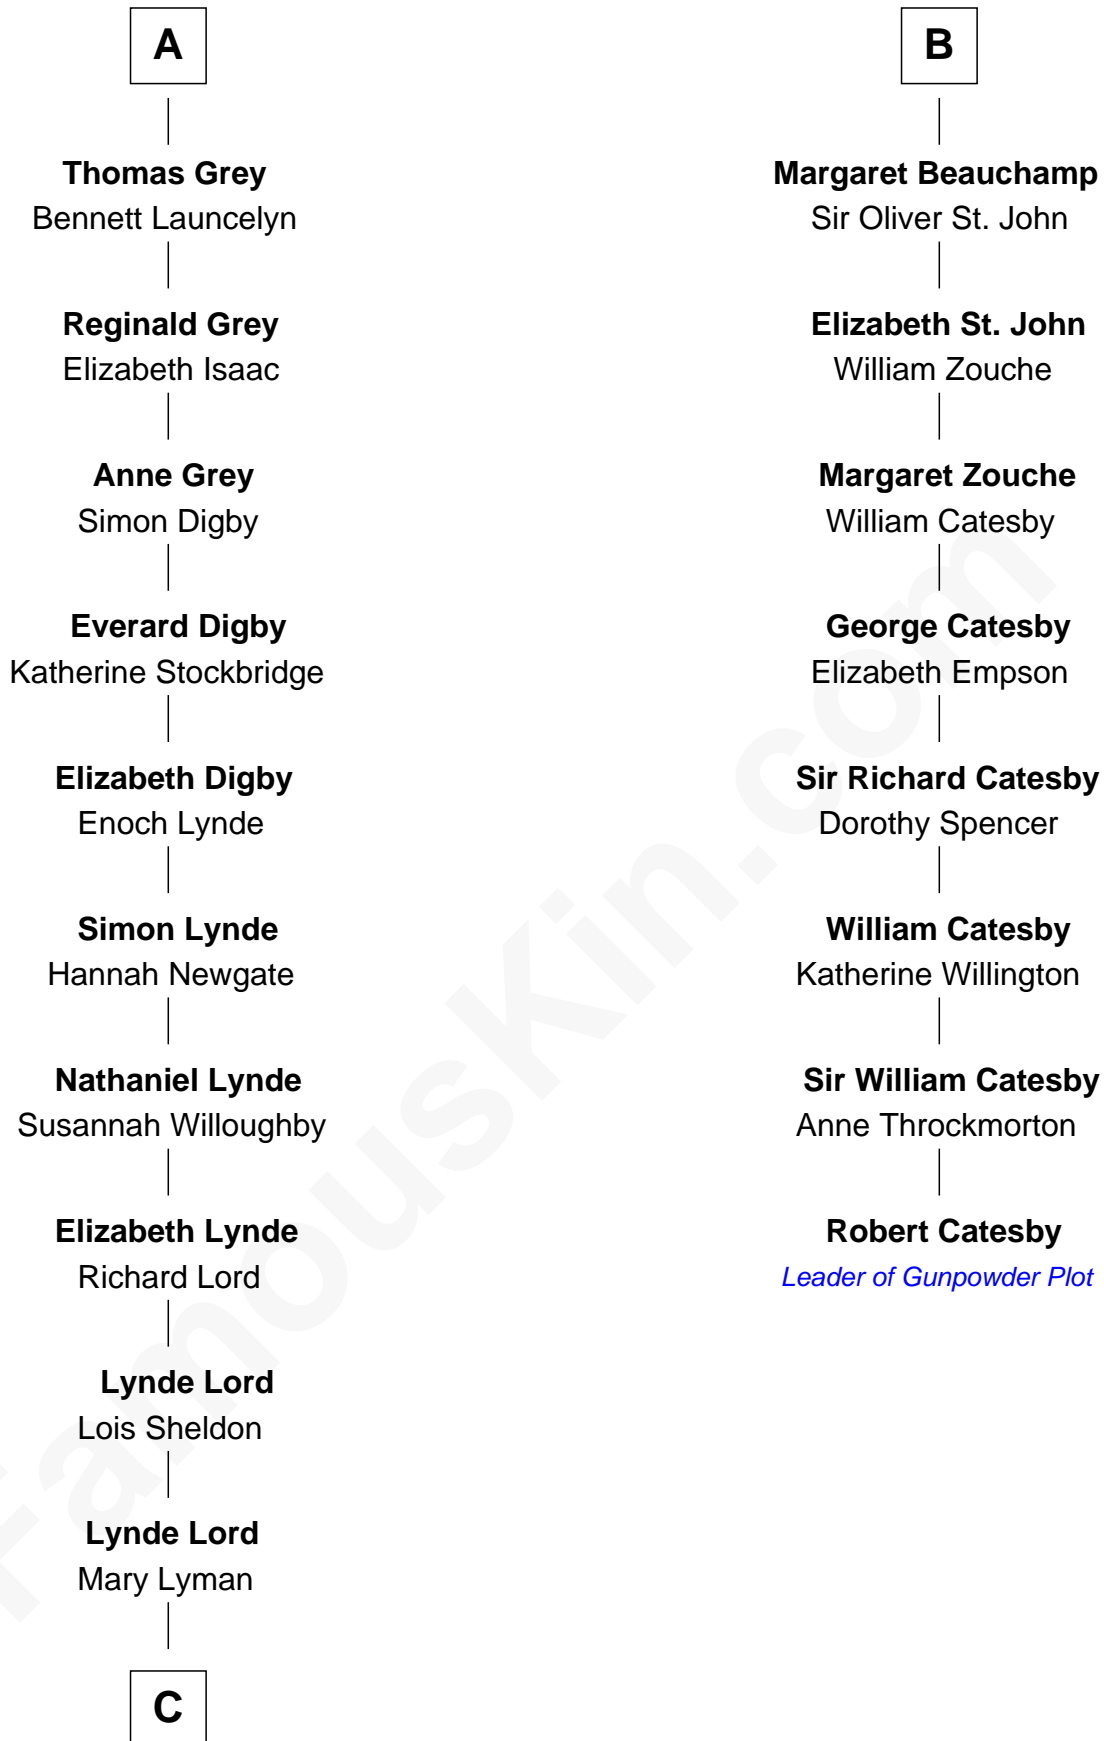 A
Thomas Grey
Bennett Launcelyn
Reginald Grey
Elizabeth Isaac
Anne Grey
Simon Digby
Everard Digby
Katherine Stockbridge
Elizabeth Digby
Enoch Lynde
Simon Lynde
Hannah Newgate
Nathaniel Lynde
Susannah Willoughby
Elizabeth Lynde
Richard Lord
Lynde Lord
Lois Sheldon
Lynde Lord
Mary Lyman
C
B
Margaret Beauchamp
Sir Oliver St. John
Elizabeth St. John
William Zouche
Margaret Zouche
William Catesby
George Catesby
Elizabeth Empson
Sir Richard Catesby
Dorothy Spencer
William Catesby
Katherine Willington
Sir William Catesby
Anne Throckmorton
Robert Catesby
Leader of Gunpowder Plot
FamousKin.com